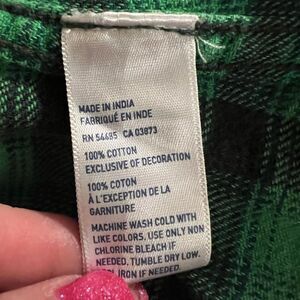 MADE IN INDIA
FABRIQUÉ EN INDE
RN 54485 CA 03873
100% COTTON
EXCLUSIVE OF DECORATION
100% COTON
À L'EXCEPTION DE LA
GARNITURE
MACHINE WASH COLD WITH
LIKE COLORS, USE ONLY NON
CHLORINE BLEACH IF
NEEDED, TUMBLE DRY LOW.
IRON IF NEEDED.